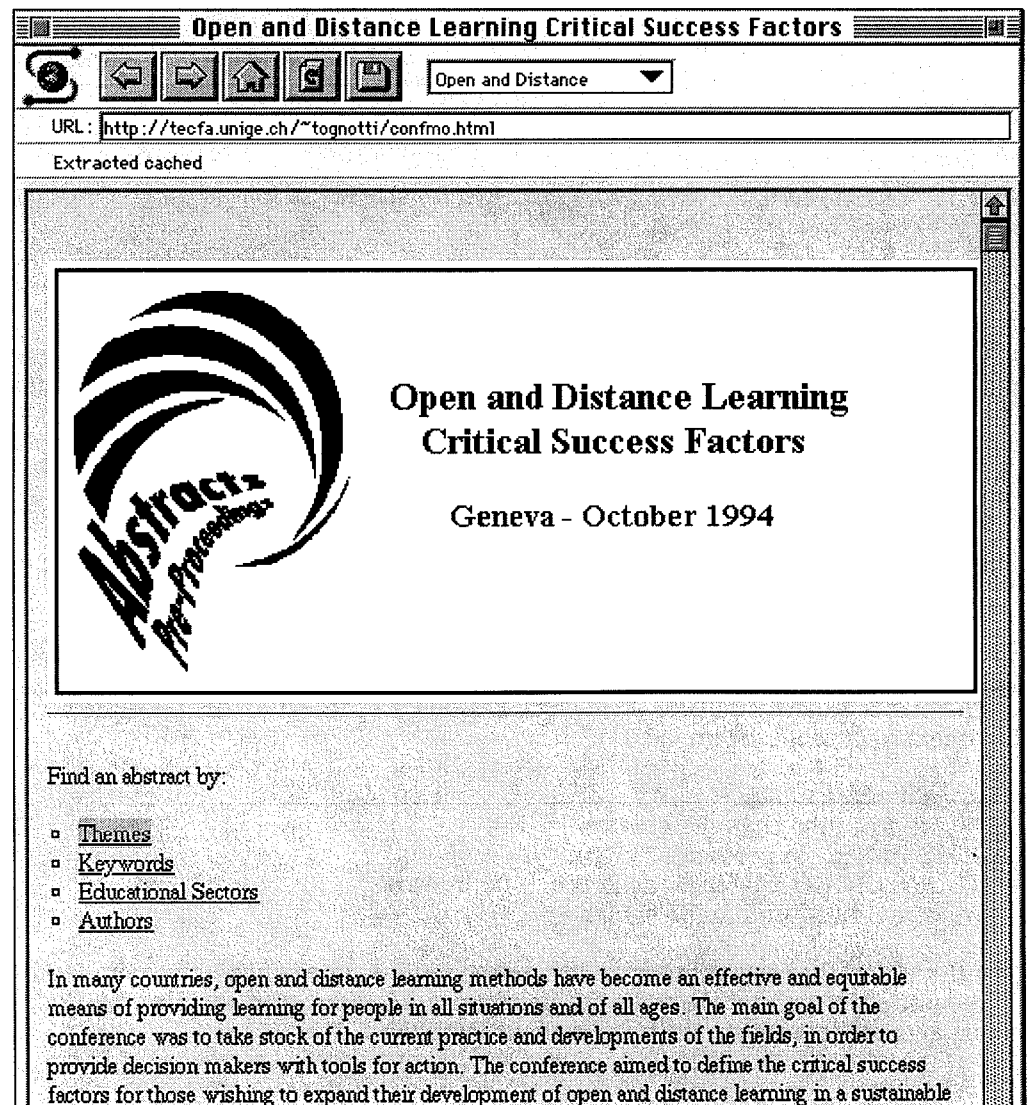 Open and Distance Learning Critical Success Factors
Open and Distance
URL: http://tecfa.unige.ch/~tognotti/confmo.html
Extracted cached
Open and Distance Learning
Critical Success Factors
Geneva - October 1994
Abstracts
Pre-Proceedings
Find an abstract by:
Themes
Keywords
Educational Sectors
Authors
In many countries, open and distance learning methods have become an effective and equitable
means of providing learning for people in all situations and of all ages. The main goal of the
conference was to take stock of the current practice and developments of the fields, in order to
provide decision makers with tools for action. The conference aimed to define the critical success
factors for those wishing to expand their development of open and distance learning in a sustainable